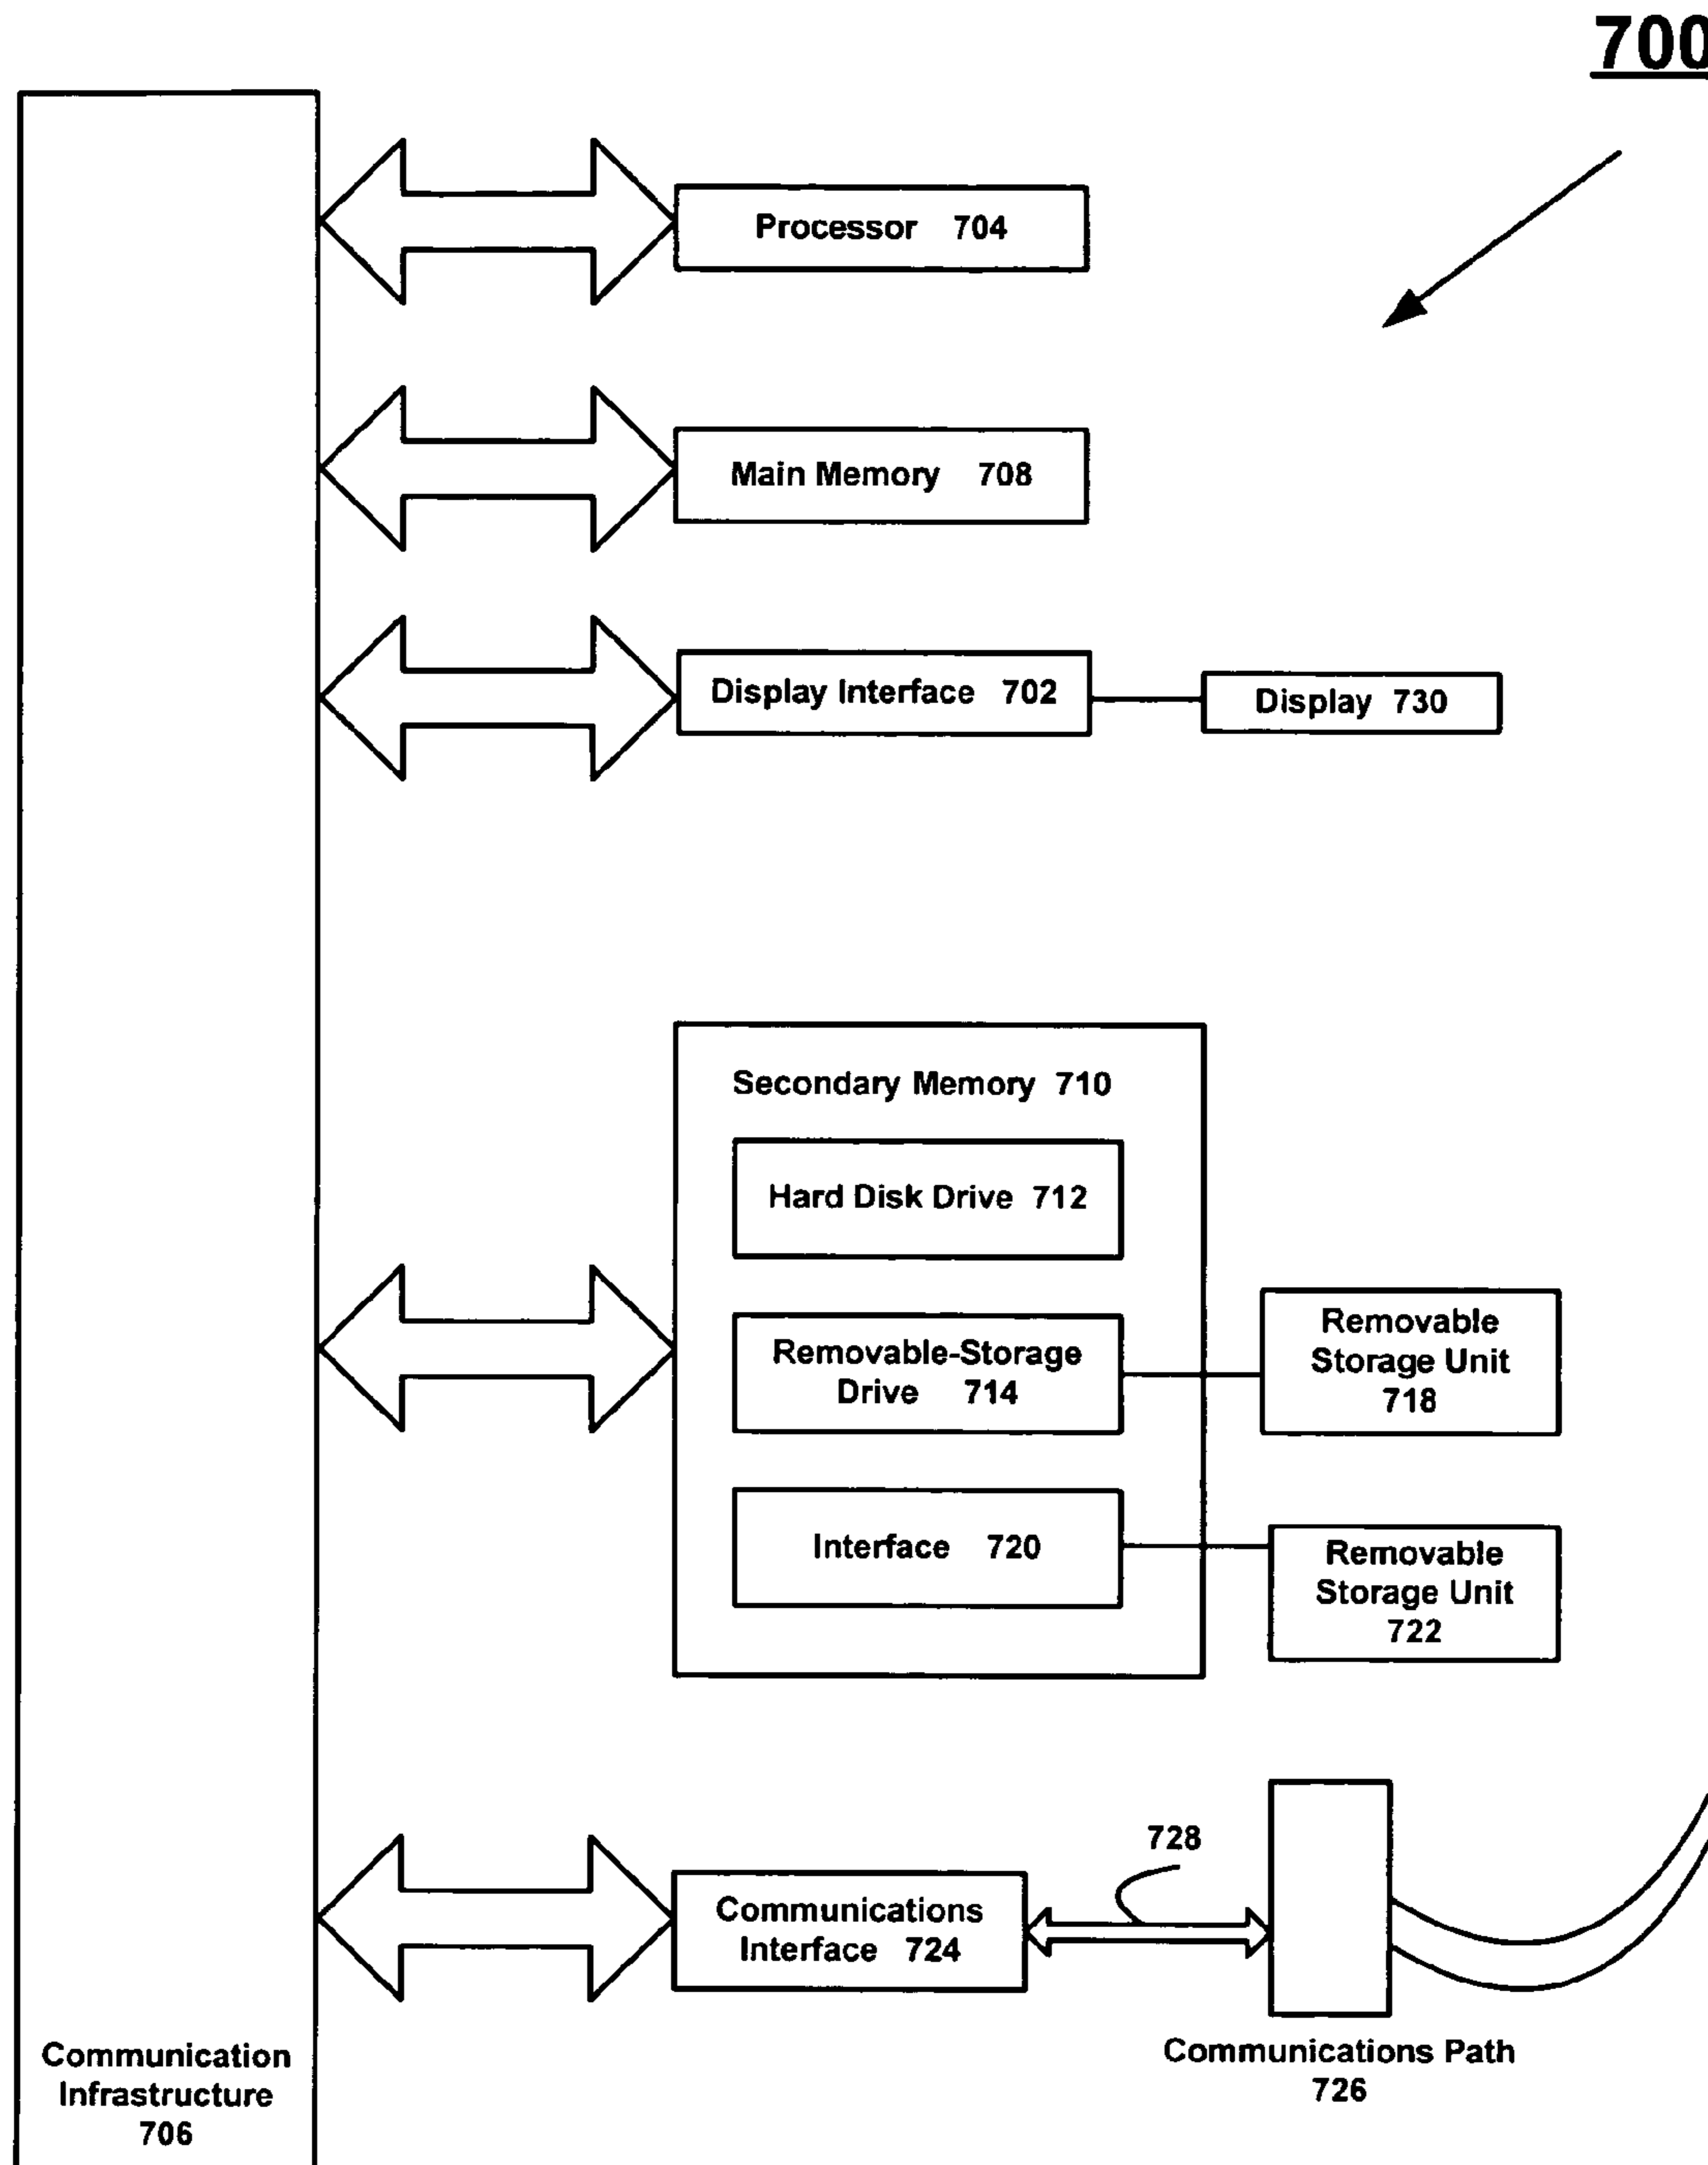 700
Processor 704
Main Memory 708
Display Interface 702
Display 730
Secondary Memory 710
Hard Disk Drive 712
Removable-Storage
Drive 714
Removable
Storage Unit
718
Interface 720
Removable
Storage Unit
722
728
Communications
Interface 724
Communications Path
726
Communication
Infrastructure
706